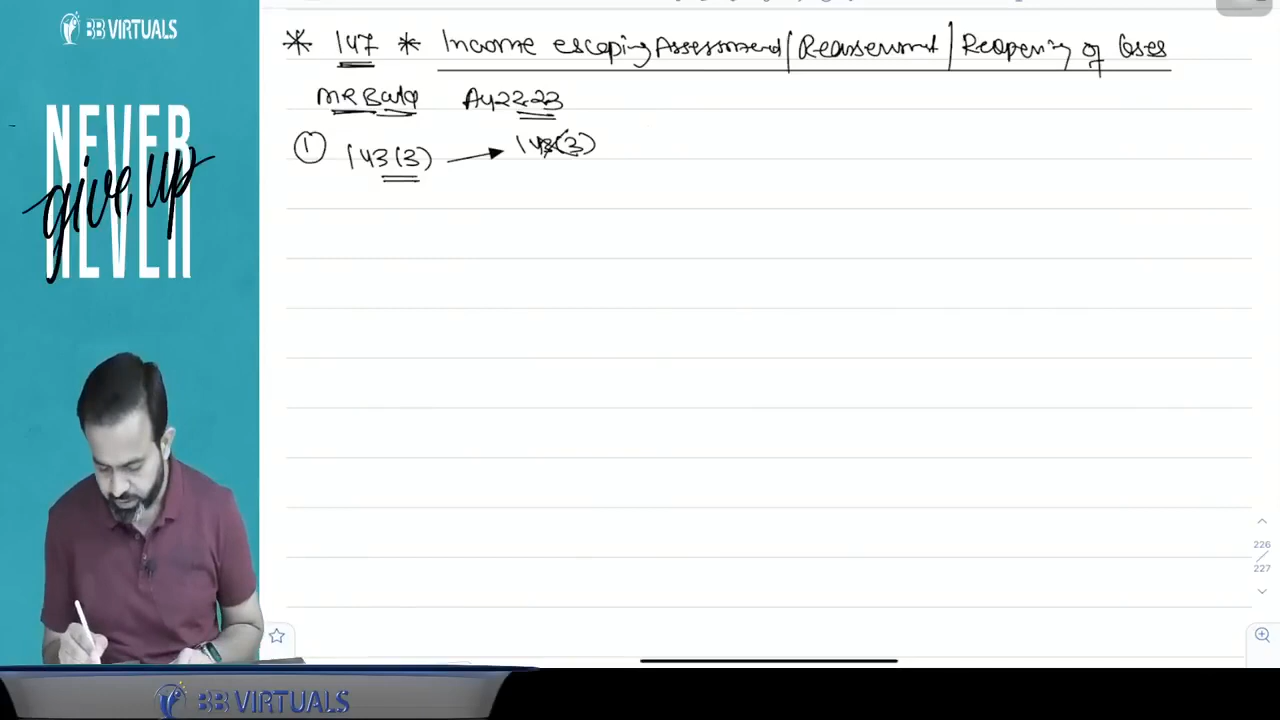 BB VIRTUALS
NEVER
give up
NEVER
* 147 * Income escaping Assessment / Reassessment / Reopening of Cases
MR Bala AY 22.23
① 143(3) → 143(3)
226
227
BB VIRTUALS